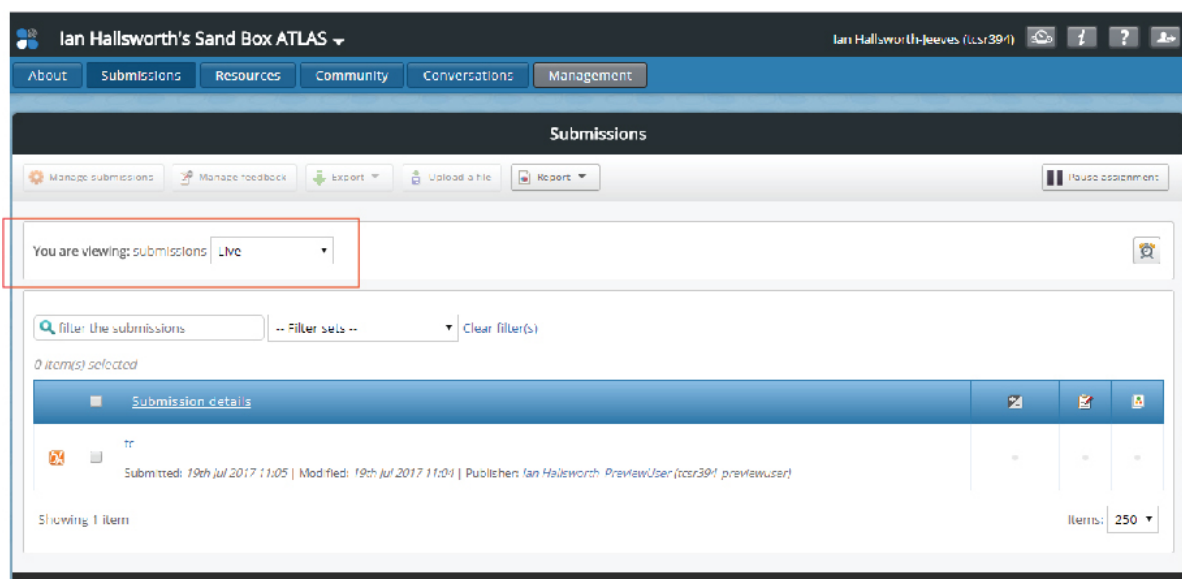 Ian Hallsworth's Sand Box ATLAS
Ian Hallsworth-Jeeves (tcsr394)
About Submissions Resources Community Conversations Management
Submissions
Manage submissions Manage feedback Export Upload a file Report Pause assignment
You are viewing: submissions Live
filter the submissions -- Filter sets -- Clear filter(s)
0 item(s) selected
Submission details
Submitted: 19th Jul 2017 11:05 | Modified: 19th Jul 2017 11:04 | Publisher: Ian Hallsworth PreviewUser (tcsr394_previewuser)
Showing 1 item
Items: 250